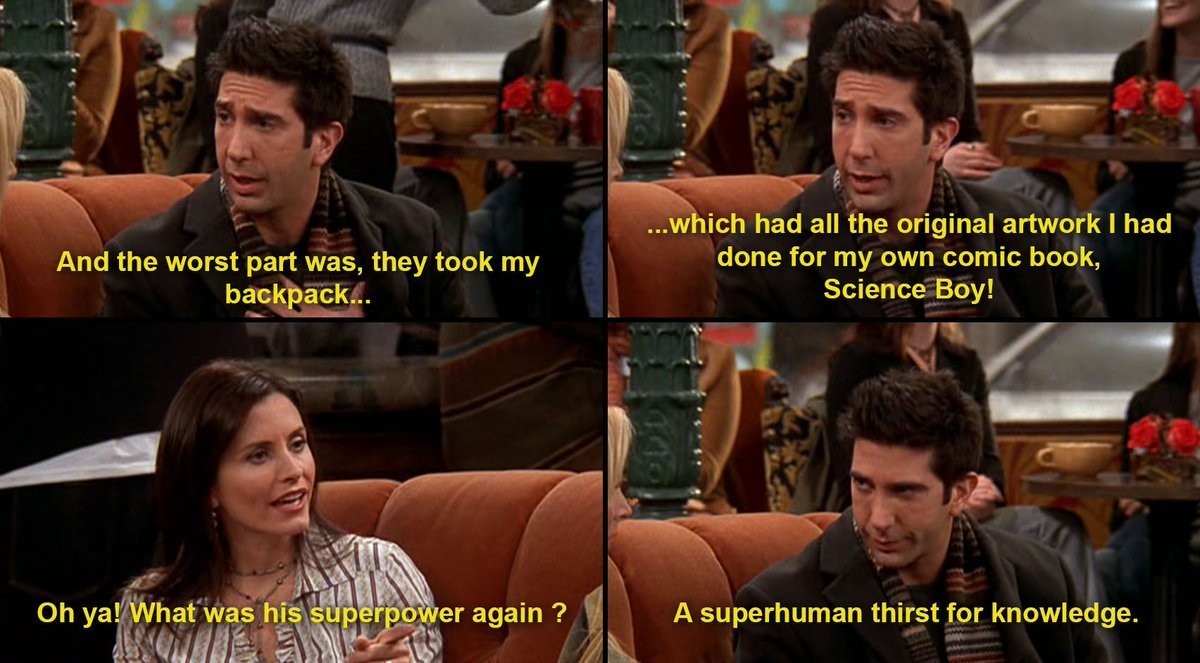 And the worst part was, they took my
backpack...
...which had all the original artwork I had
done for my own comic book,
Science Boy!
Oh ya! What was his superpower again ?
A superhuman thirst for knowledge.